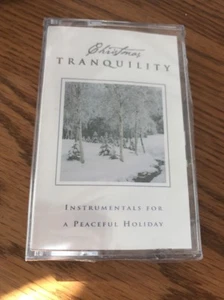 Christmas
TRANQUILITY
INSTRUMENTALS FOR
A PEACEFUL HOLIDAY